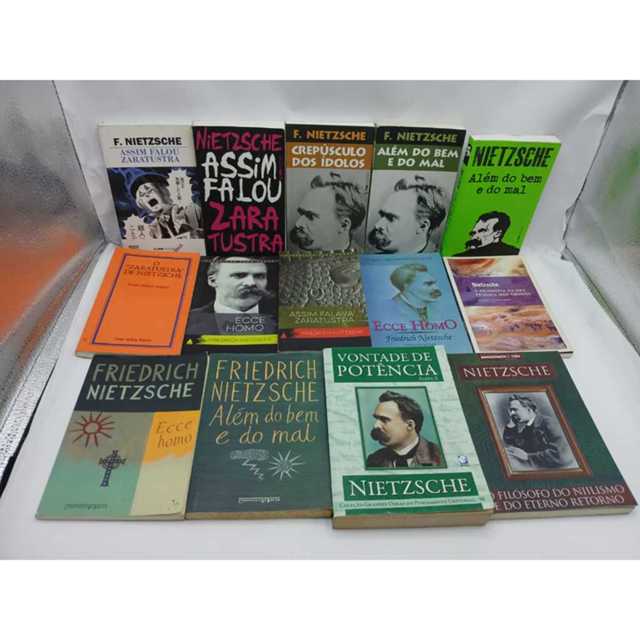 F. NIETZSCHE
ASSIM FALOU
ZARATUSTRA
NIETZSCHE
ASSIM
FALOU
ZARA
TUSTRA
F. NIETZSCHE
CREPÚSCULO
DOS ÍDOLOS
F. NIETZSCHE
ALÉM DO BEM
E DO MAL
NIETZSCHE
Além do bem
e do mal
O
"ZARATUSTRA"
DE NIETZSCHE
ECCE
HOMO
ASSIM FALAVA
ZARATUSTRA
ECCE HOMO
Friedrich Nietzsche
Nietzsche
FRIEDRICH
NIETZSCHE
Ecce
homo
FRIEDRICH
NIETZSCHE
Além do bem
e do mal
VONTADE DE
POTÊNCIA
NIETZSCHE
NIETZSCHE
O FILÓSOFO DO NIILISMO
E DO ETERNO RETORNO